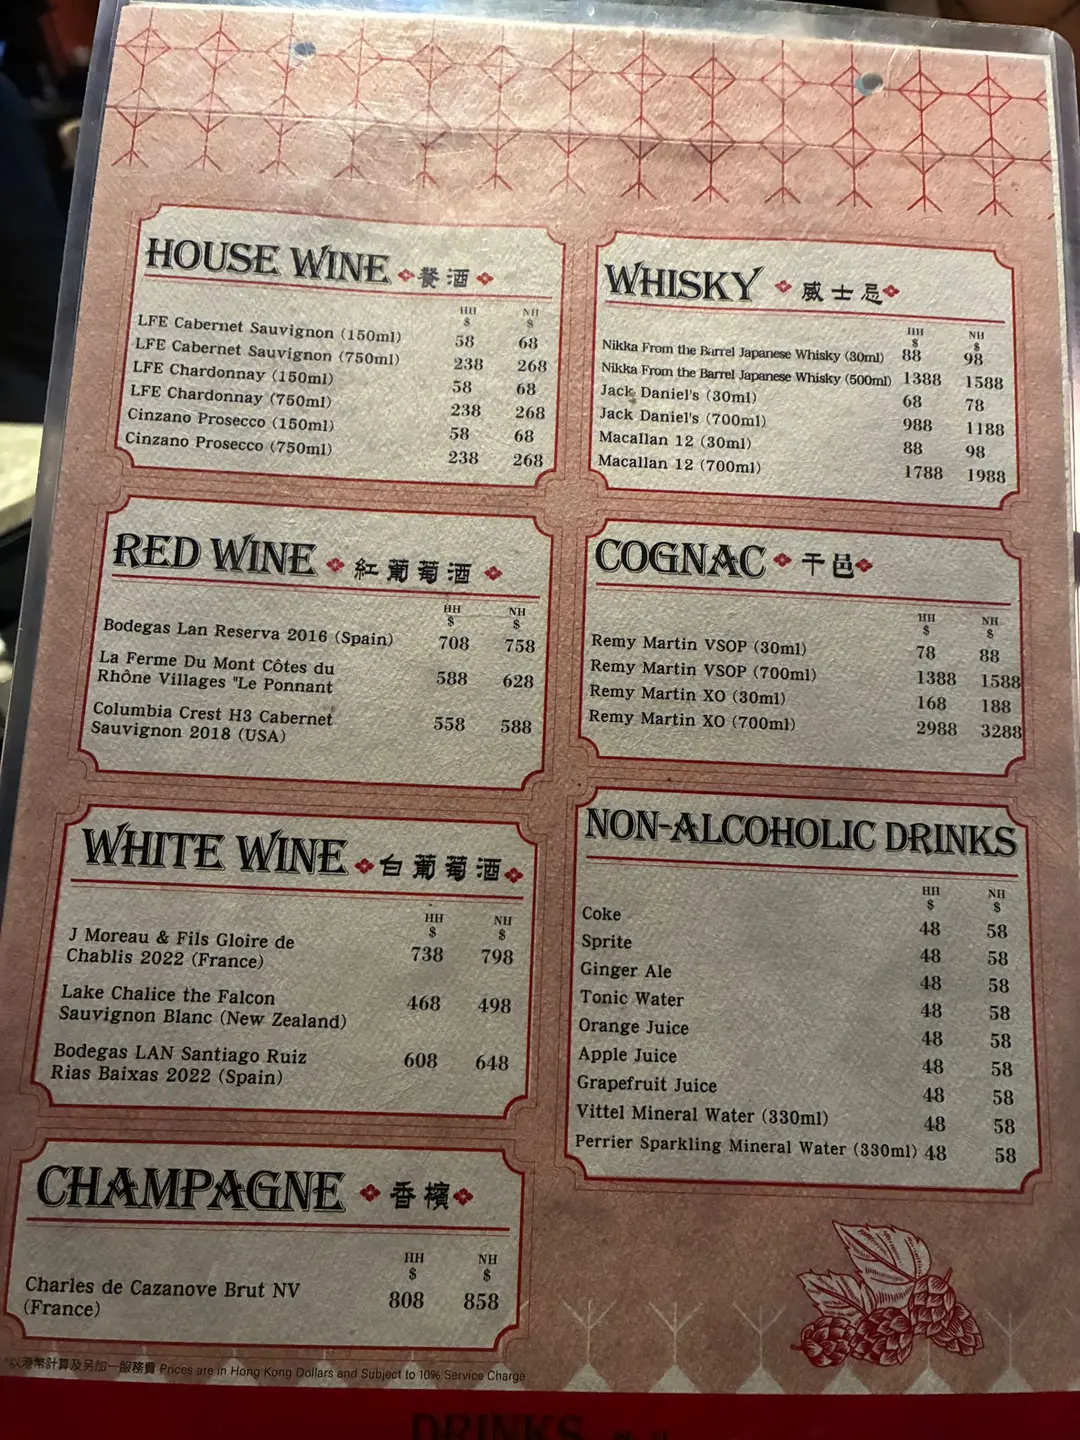 HOUSE WINE 餐酒
HH NH
$ $
LFE Cabernet Sauvignon (150ml) 58 68
LFE Cabernet Sauvignon (750ml) 238 268
LFE Chardonnay (150ml) 58 68
LFE Chardonnay (750ml) 238 268
Cinzano Prosecco (150ml) 58 68
Cinzano Prosecco (750ml) 238 268
RED WINE 紅葡萄酒
HH NH
$ $
Bodegas Lan Reserva 2016 (Spain) 708 758
La Ferme Du Mont Côtes du
Rhône Villages "Le Ponnant 588 628
Columbia Crest H3 Cabernet
Sauvignon 2018 (USA) 558 588
WHITE WINE 白葡萄酒
HH NH
$ $
J Moreau & Fils Gloire de
Chablis 2022 (France) 738 798
Lake Chalice the Falcon
Sauvignon Blanc (New Zealand) 468 498
Bodegas LAN Santiago Ruiz
Rias Baixas 2022 (Spain) 608 648
CHAMPAGNE 香檳
HH NH
$ $
Charles de Cazanove Brut NV
(France) 808 858
WHISKY 威士忌
HH NH
$ $
Nikka From the Barrel Japanese Whisky (30ml) 88 98
Nikka From the Barrel Japanese Whisky (500ml) 1388 1588
Jack Daniel's (30ml) 68 78
Jack Daniel's (700ml) 988 1188
Macallan 12 (30ml) 88 98
Macallan 12 (700ml) 1788 1988
COGNAC 干邑
HH NH
$ $
Remy Martin VSOP (30ml) 78 88
Remy Martin VSOP (700ml) 1388 1588
Remy Martin XO (30ml) 168 188
Remy Martin XO (700ml) 2988 3288
NON-ALCOHOLIC DRINKS
HH NH
$ $
Coke 48 58
Sprite 48 58
Ginger Ale 48 58
Tonic Water 48 58
Orange Juice 48 58
Apple Juice 48 58
Grapefruit Juice 48 58
Vittel Mineral Water (330ml) 48 58
Perrier Sparkling Mineral Water (330ml) 48 58
*以港幣計算及另加一服務費 Prices are in Hong Kong Dollars and Subject to 10% Service Charge
DRINKS